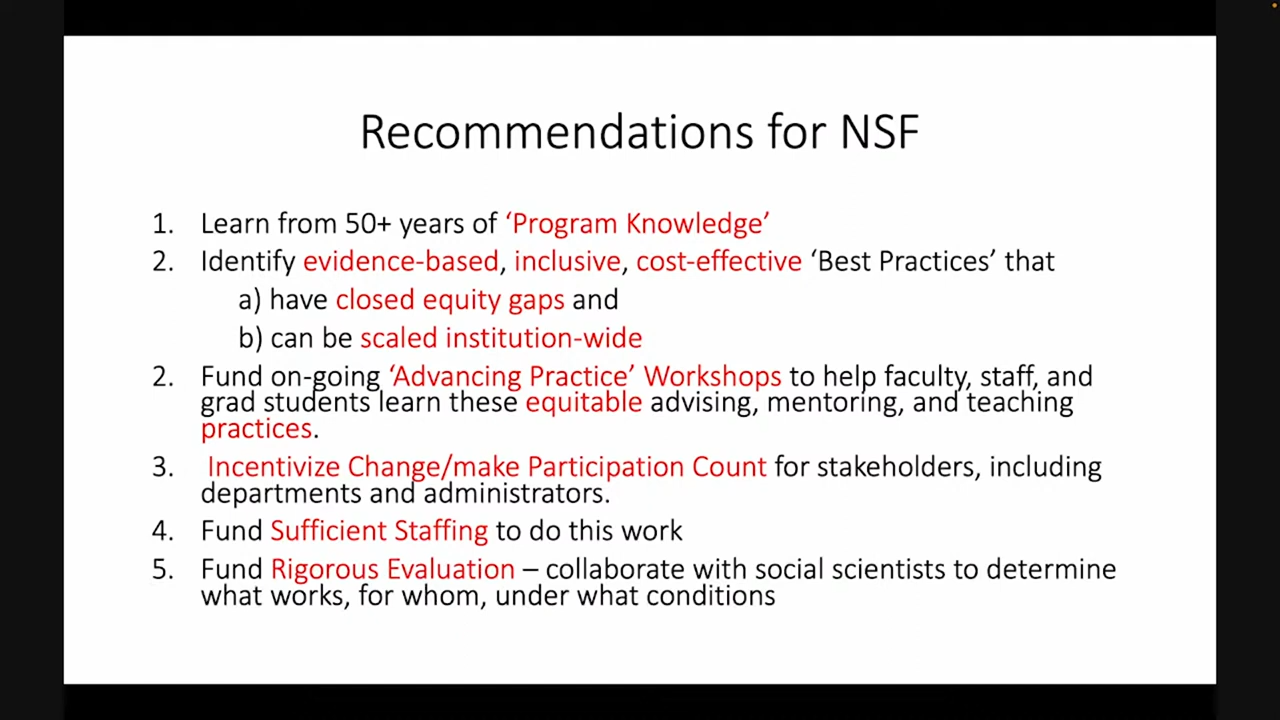 Recommendations for NSF
1. Learn from 50+ years of ‘Program Knowledge’
2. Identify evidence-based, inclusive, cost-effective ‘Best Practices’ that
a) have closed equity gaps and
b) can be scaled institution-wide
2. Fund on-going ‘Advancing Practice’ Workshops to help faculty, staff, and
grad students learn these equitable advising, mentoring, and teaching
practices.
3. Incentivize Change/make Participation Count for stakeholders, including
departments and administrators.
4. Fund Sufficient Staffing to do this work
5. Fund Rigorous Evaluation – collaborate with social scientists to determine
what works, for whom, under what conditions